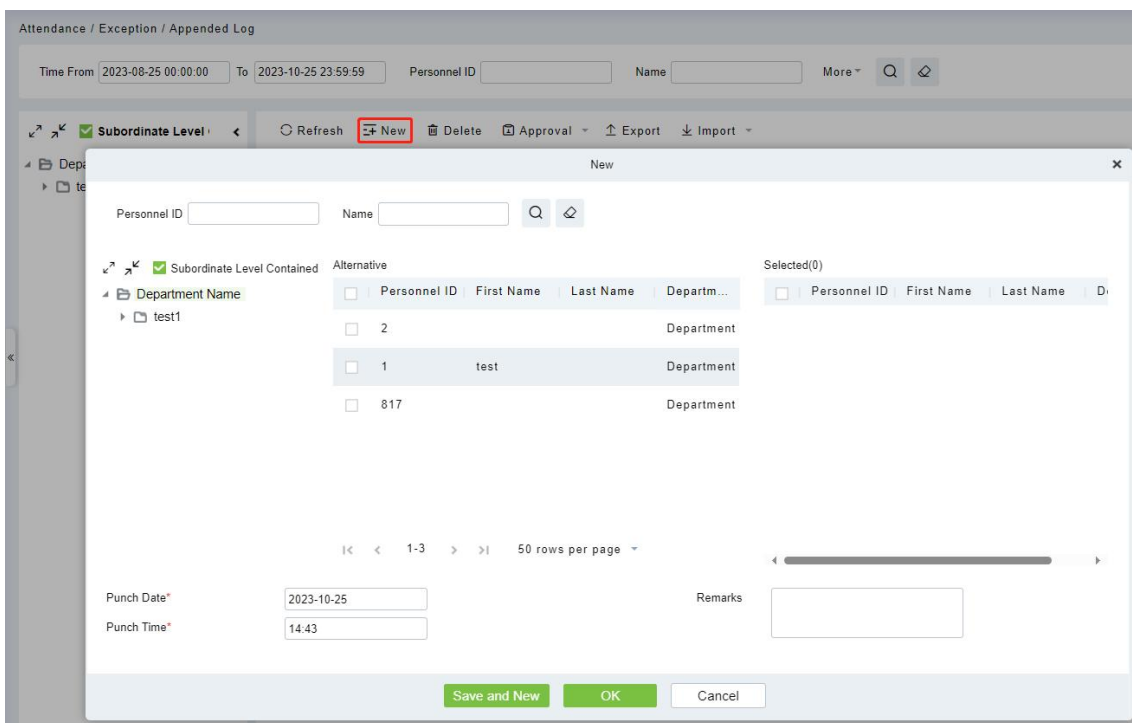 Attendance / Exception / Appended Log
Time From 2023-08-25 00:00:00 To 2023-10-25 23:59:59 Personnel ID Name More
Subordinate Level Refresh New Delete Approval Export Import
Depa
te
New
Personnel ID Name
Subordinate Level Contained Alternative Selected(0)
Department Name Personnel ID First Name Last Name Departm... Personnel ID First Name Last Name De
test1
2 Department
1 test Department
817 Department
1-3 50 rows per page
Punch Date* 2023-10-25 Remarks
Punch Time* 14:43
Save and New OK Cancel